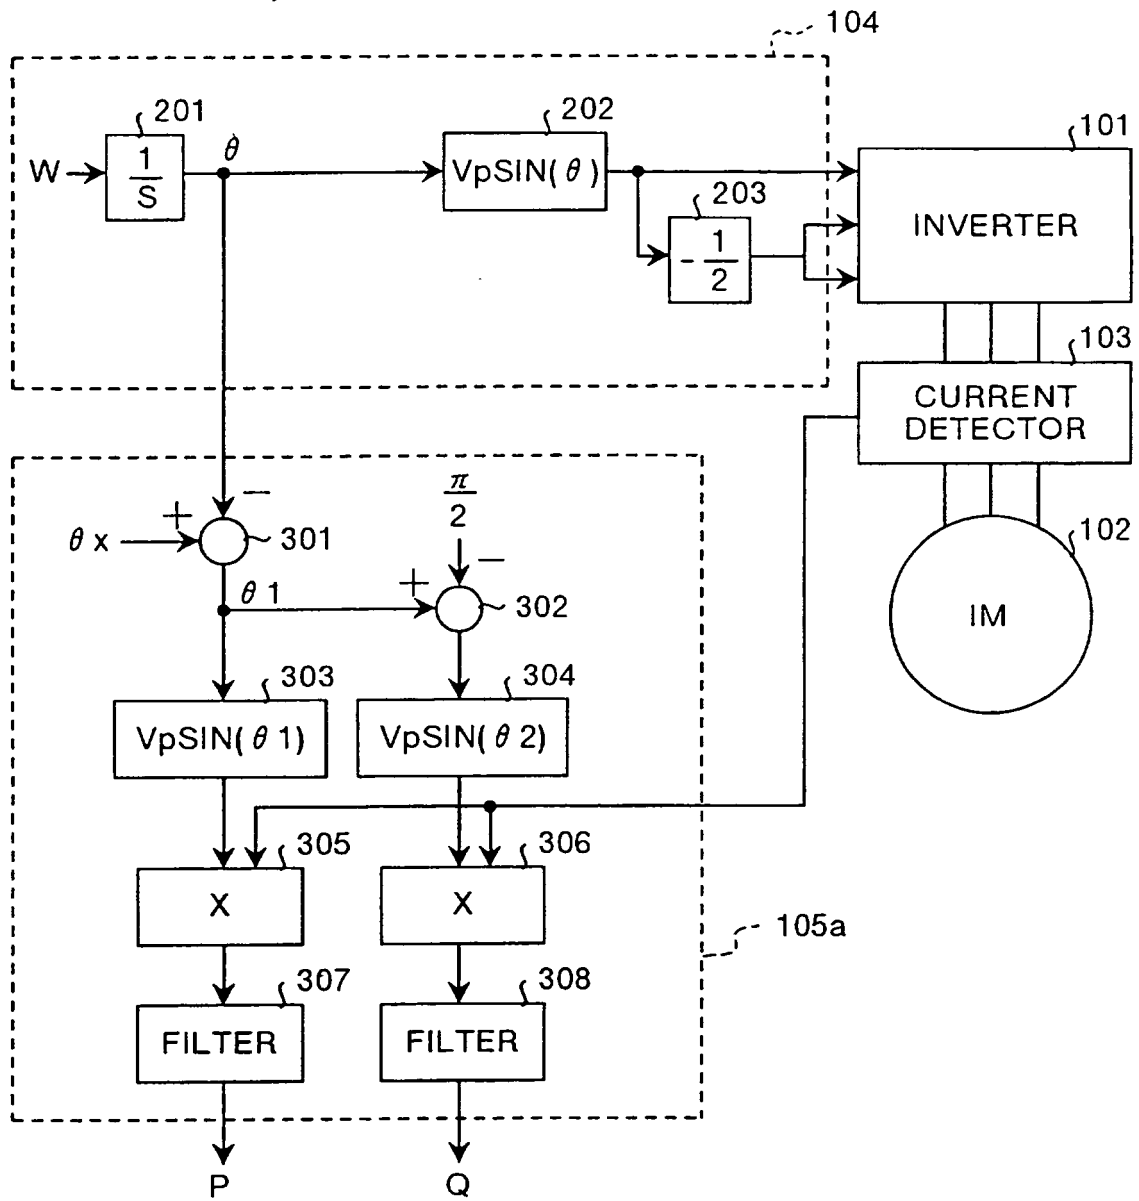 104
201
W
1
S
θ
202
VpSIN( θ )
203
- 1
2
101
INVERTER
103
CURRENT
DETECTOR
102
IM
−
+
θ x
301
π
2
−
+
θ 1
302
303
VpSIN( θ 1)
304
VpSIN( θ 2)
305
X
306
X
105a
307
FILTER
308
FILTER
P
Q